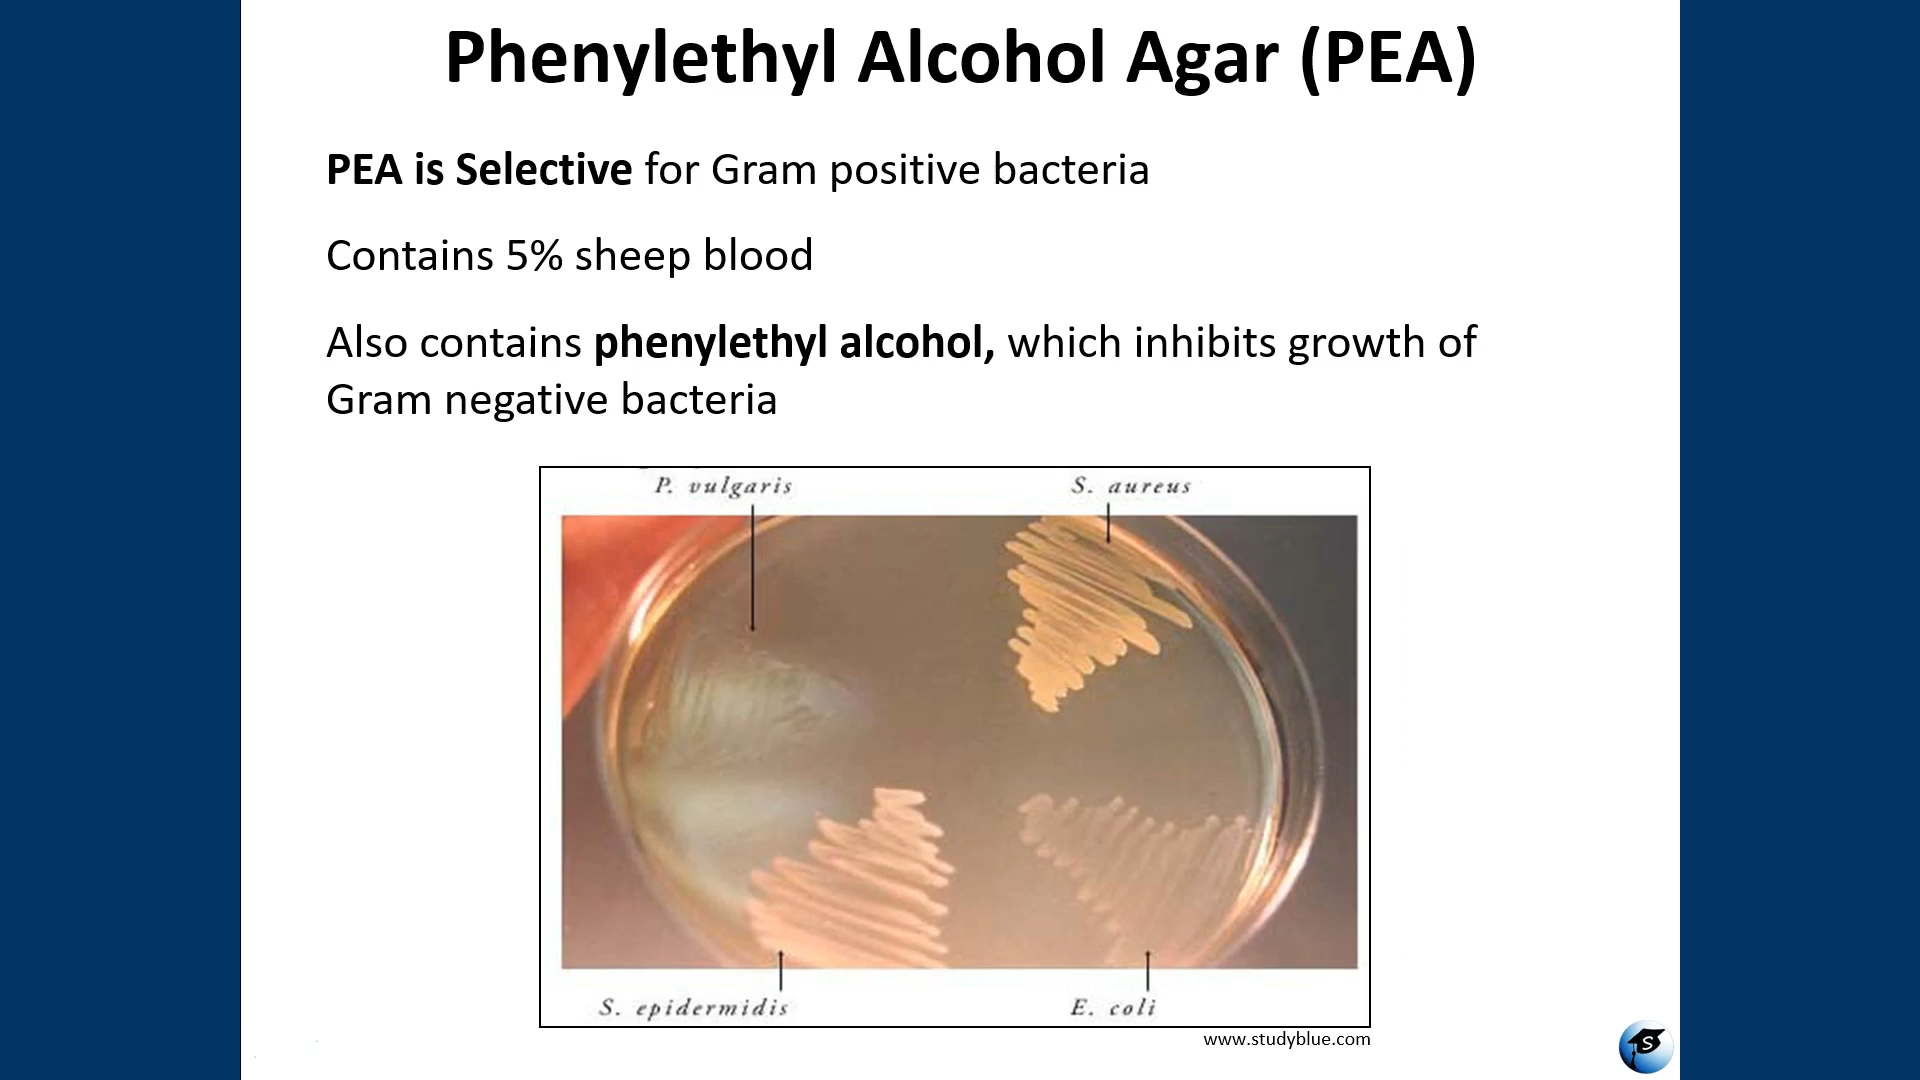 Phenylethyl Alcohol Agar (PEA)
PEA is Selective for Gram positive bacteria
Contains 5% sheep blood
Also contains phenylethyl alcohol, which inhibits growth of
Gram negative bacteria
P. vulgaris
S. aureus
S. epidermidis
E. coli
www.studyblue.com
S